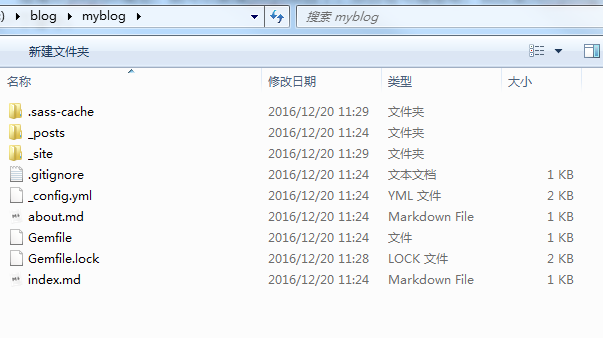 ) ▸ blog ▸ myblog ▸ 搜索 myblog
新建文件夹
名称 修改日期 类型 大小
.sass-cache 2016/12/20 11:29 文件夹
_posts 2016/12/20 11:24 文件夹
_site 2016/12/20 11:29 文件夹
.gitignore 2016/12/20 11:24 文本文档 1 KB
_config.yml 2016/12/20 11:24 YML 文件 2 KB
about.md 2016/12/20 11:24 Markdown File 1 KB
Gemfile 2016/12/20 11:24 文件 1 KB
Gemfile.lock 2016/12/20 11:28 LOCK 文件 2 KB
index.md 2016/12/20 11:24 Markdown File 1 KB